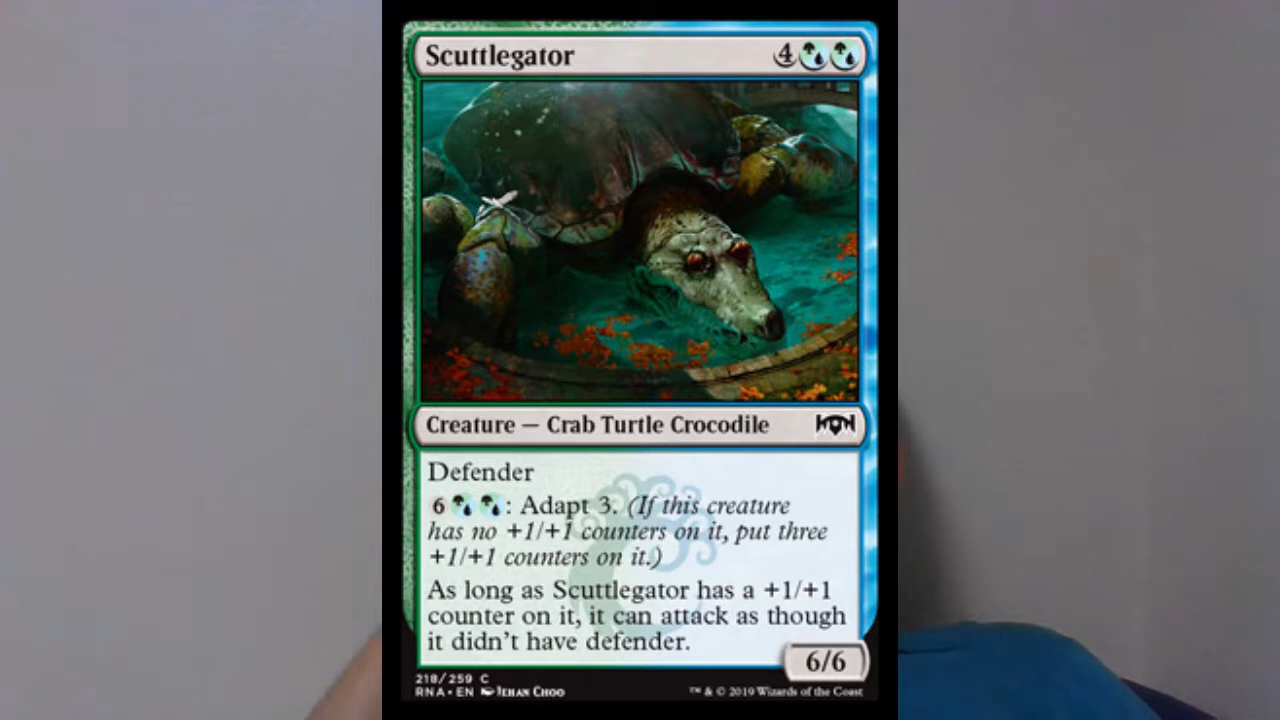 Scuttlegator 4
Creature — Crab Turtle Crocodile
Defender
6 : Adapt 3. (If this creature
has no +1/+1 counters on it, put three
+1/+1 counters on it.)
As long as Scuttlegator has a +1/+1
counter on it, it can attack as though
it didn't have defender.
6/6
218/259 C
RNA • EN Jehan Choo
™ & © 2019 Wizards of the Coast